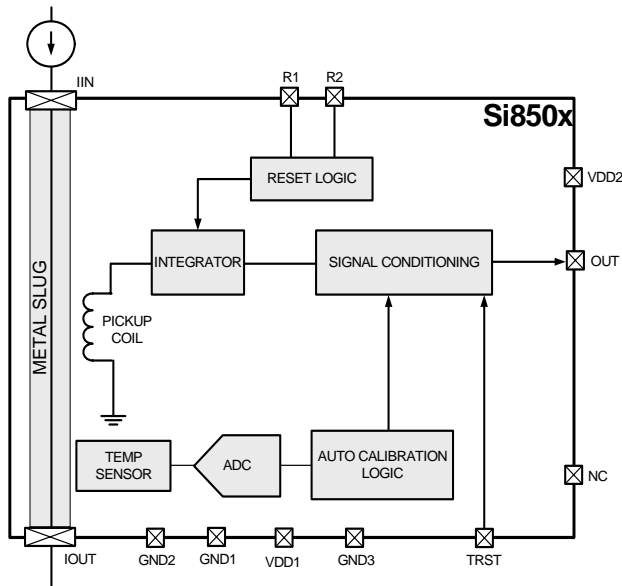 IIN
R1
R2
Si850x
RESET LOGIC
VDD2
INTEGRATOR
SIGNAL CONDITIONING
OUT
METAL SLUG
PICKUP
COIL
TEMP
SENSOR
ADC
AUTO CALIBRATION
LOGIC
NC
IOUT
GND2
GND1
VDD1
GND3
TRST